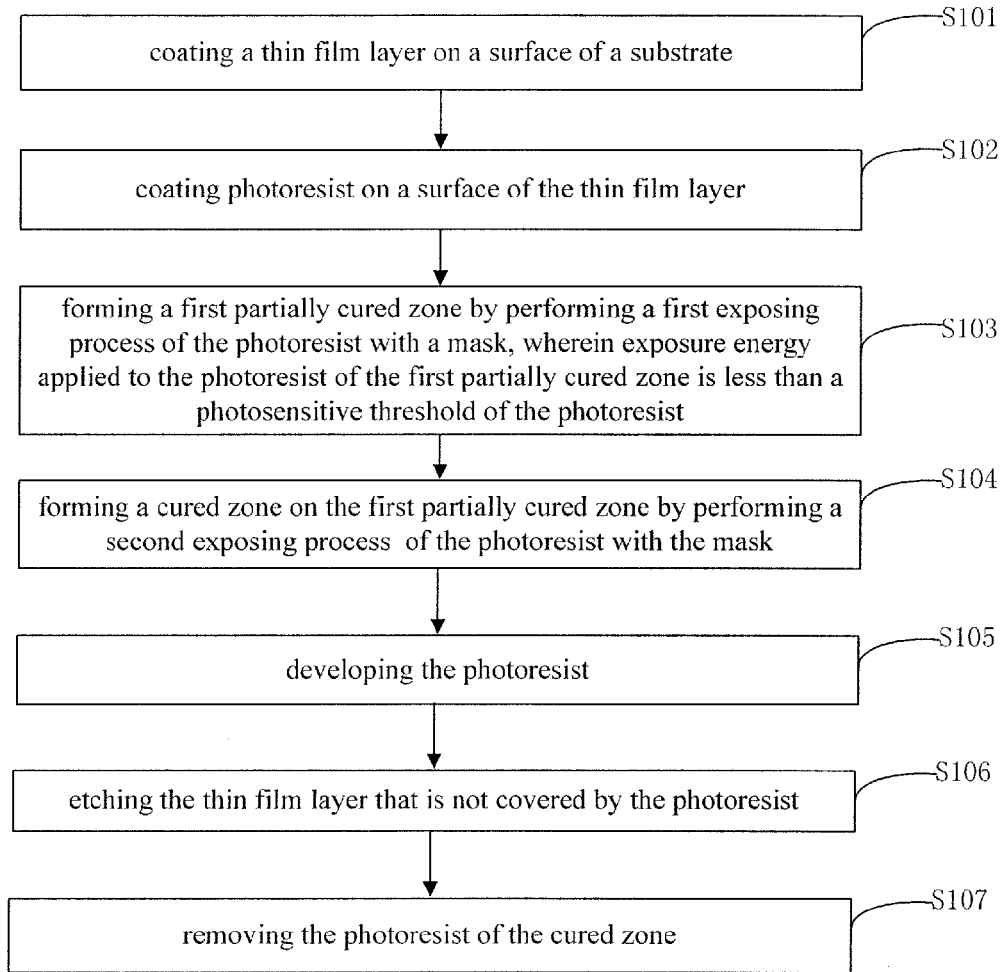 S101
coating a thin film layer on a surface of a substrate
S102
coating photoresist on a surface of the thin film layer
S103
forming a first partially cured zone by performing a first exposing
process of the photoresist with a mask, wherein exposure energy
applied to the photoresist of the first partially cured zone is less than a
photosensitive threshold of the photoresist
S104
forming a cured zone on the first partially cured zone by performing a
second exposing process of the photoresist with the mask
S105
developing the photoresist
S106
etching the thin film layer that is not covered by the photoresist
S107
removing the photoresist of the cured zone